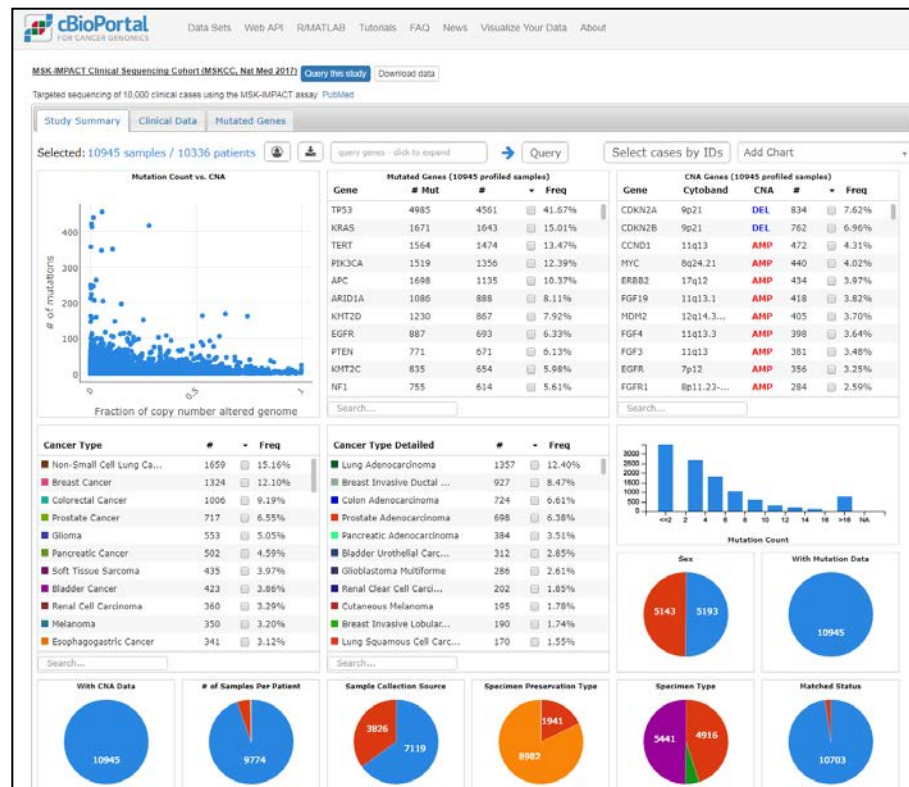 cBioPortal
FOR CANCER GENOMICS
Data Sets Web API R/MATLAB Tutorials FAQ News Visualize Your Data About
MSK-IMPACT Clinical Sequencing Cohort (MSKCC, Nat Med 2017) Query this study Download data
Targeted sequencing of 10,000 clinical cases using the MSK-IMPACT assay PubMed
Study Summary Clinical Data Mutated Genes
Selected: 10945 samples / 10336 patients query genes - click to expand Query Select cases by IDs Add Chart
Mutation Count vs. CNA
# of mutations
400
300
200
100
0
0 0.5 1
Fraction of copy number altered genome
Mutated Genes (10945 profiled samples)
Gene # Mut # Freq
TP53 4985 4561 41.67%
KRAS 1671 1643 15.01%
TERT 1564 1474 13.47%
PIK3CA 1519 1356 12.39%
APC 1698 1135 10.37%
ARID1A 1086 888 8.11%
KMT2D 1230 867 7.92%
EGFR 887 693 6.33%
PTEN 771 671 6.13%
KMT2C 835 654 5.98%
NF1 755 614 5.61%
Search...
CNA Genes (10945 profiled samples)
Gene Cytoband CNA # Freq
CDKN2A 9p21 DEL 834 7.62%
CDKN2B 9p21 DEL 762 6.96%
CCND1 11q13 AMP 472 4.31%
MYC 8q24.21 AMP 440 4.02%
ERBB2 17q12 AMP 434 3.97%
FGF19 11q13.1 AMP 418 3.82%
MDM2 12q14.3... AMP 405 3.70%
FGF4 11q13.3 AMP 398 3.64%
FGF3 11q13 AMP 381 3.48%
EGFR 7p12 AMP 356 3.25%
FGFR1 8p11.23-... AMP 284 2.59%
Search...
Cancer Type # Freq
Non-Small Cell Lung Ca... 1659 15.16%
Breast Cancer 1324 12.10%
Colorectal Cancer 1006 9.19%
Prostate Cancer 717 6.55%
Glioma 553 5.05%
Pancreatic Cancer 502 4.59%
Soft Tissue Sarcoma 435 3.97%
Bladder Cancer 423 3.86%
Renal Cell Carcinoma 360 3.29%
Melanoma 350 3.20%
Esophagogastric Cancer 341 3.12%
Search...
Cancer Type Detailed # Freq
Lung Adenocarcinoma 1357 12.40%
Breast Invasive Ductal ... 927 8.47%
Colon Adenocarcinoma 724 6.61%
Prostate Adenocarcinoma 698 6.38%
Pancreatic Adenocarcinoma 384 3.51%
Bladder Urothelial Carc... 312 2.85%
Glioblastoma Multiforme 286 2.61%
Renal Clear Cell Carci... 202 1.85%
Cutaneous Melanoma 195 1.78%
Breast Invasive Lobular... 190 1.74%
Lung Squamous Cell Carc... 170 1.55%
Search...
3000
2500
2000
1500
1000
500
0
<=2 2 4 6 8 10 12 14 16 >16 NA
Mutation Count
Sex
5143 5193
With Mutation Data
10945
With CNA Data
10945
# of Samples Per Patient
9774
Sample Collection Source
3826
7119
Specimen Preservation Type
1941
8982
Specimen Type
5441 4916
Matched Status
10703